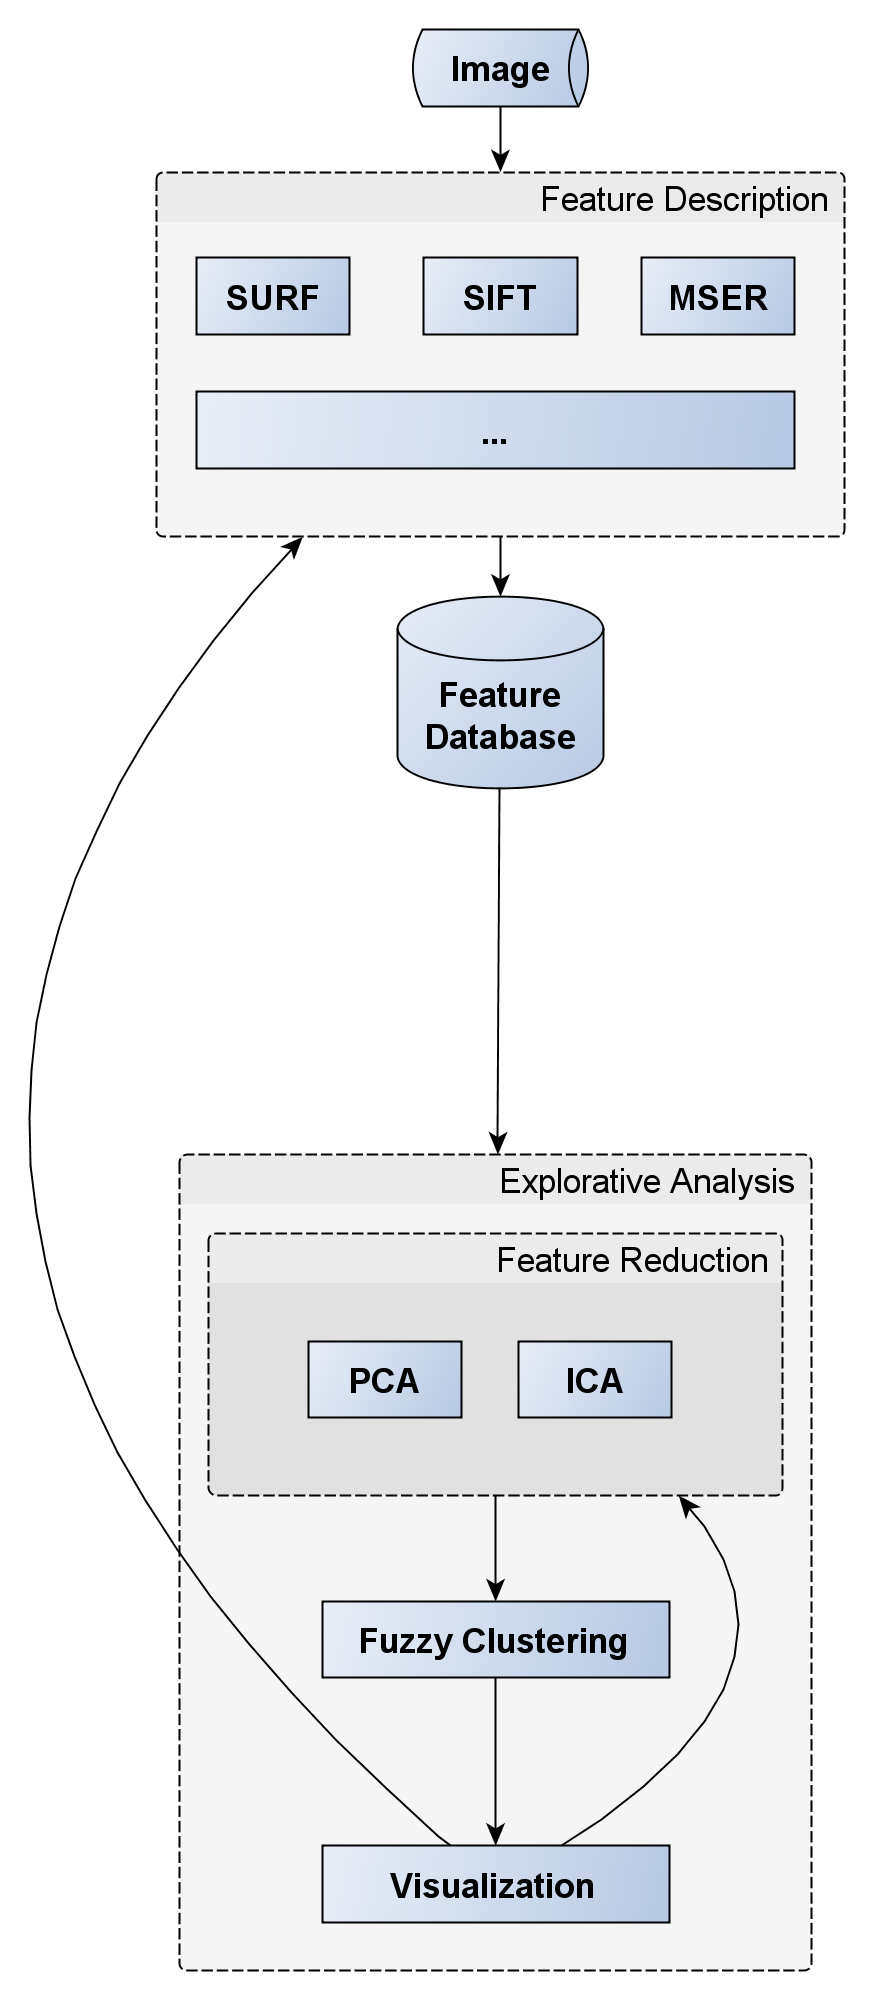 Image
Feature Description
SURF
SIFT
MSER
...
Feature
Database
Explorative Analysis
Feature Reduction
PCA
ICA
Fuzzy Clustering
Visualization